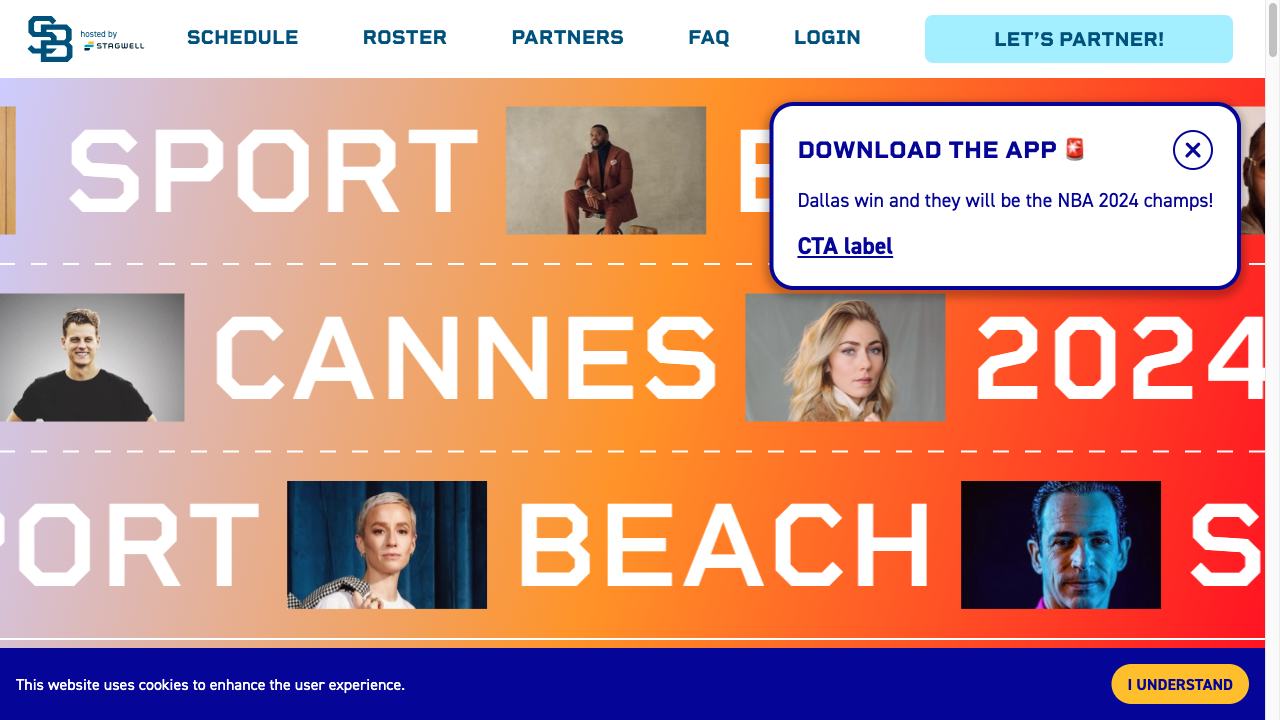 SB
hosted by
STAGWELL
SCHEDULE
ROSTER
PARTNERS
FAQ
LOGIN
LET'S PARTNER!
SPORT
DOWNLOAD THE APP 🚨
Dallas win and they will be the NBA 2024 champs!
CTA label
CANNES
2024
PORT
BEACH
S
This website uses cookies to enhance the user experience.
I UNDERSTAND